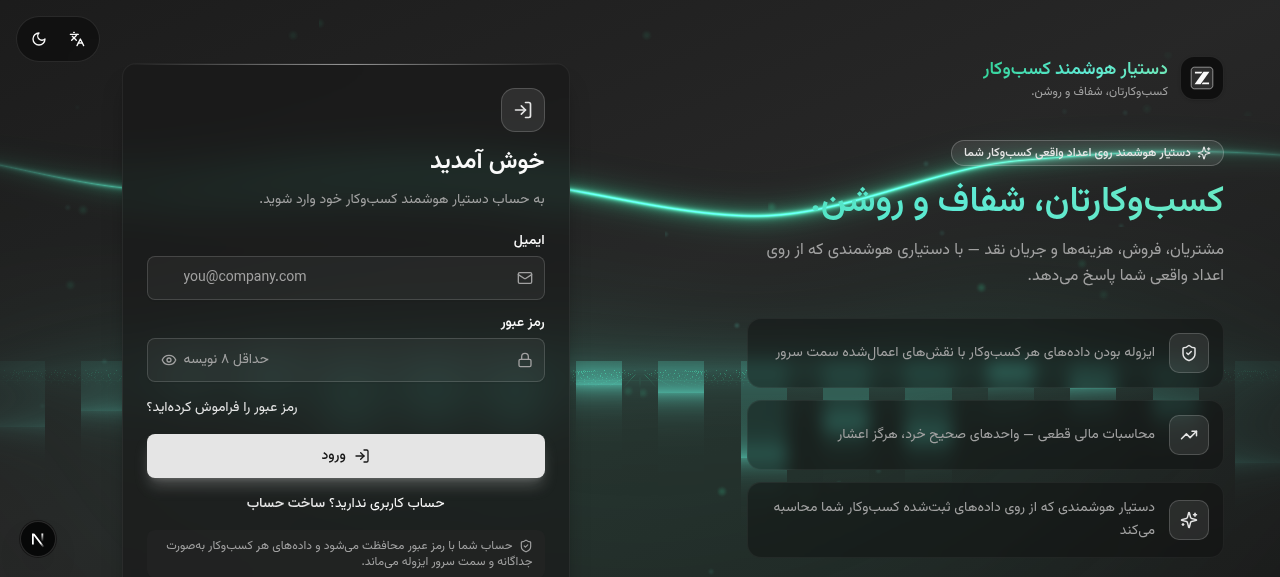 دستیار هوشمند کسب‌وکار
کسب‌وکارتان، شفاف و روشن.
دستیار هوشمند روی اعداد واقعی کسب‌وکار شما
کسب‌وکارتان، شفاف و روشن.
مشتریان، فروش، هزینه‌ها و جریان نقد — با دستیاری هوشمندی که از روی
اعداد واقعی شما پاسخ می‌دهد.
ایزوله بودن داده‌های هر کسب‌وکار با نقش‌های اعمال‌شده سمت سرور
محاسبات مالی قطعی — واحدهای صحیح خرد، هرگز اعشار
دستیار هوشمندی که از روی داده‌های ثبت‌شده کسب‌وکار شما محاسبه
می‌کند
خوش آمدید
به حساب دستیار هوشمند کسب‌وکار خود وارد شوید.
ایمیل
you@company.com
رمز عبور
حداقل ۸ نویسه
رمز عبور را فراموش کرده‌اید؟
ورود
حساب کاربری ندارید؟ ساخت حساب
حساب شما با رمز عبور محافظت می‌شود و داده‌های هر کسب‌وکار به‌صورت
جداگانه و سمت سرور ایزوله می‌ماند.